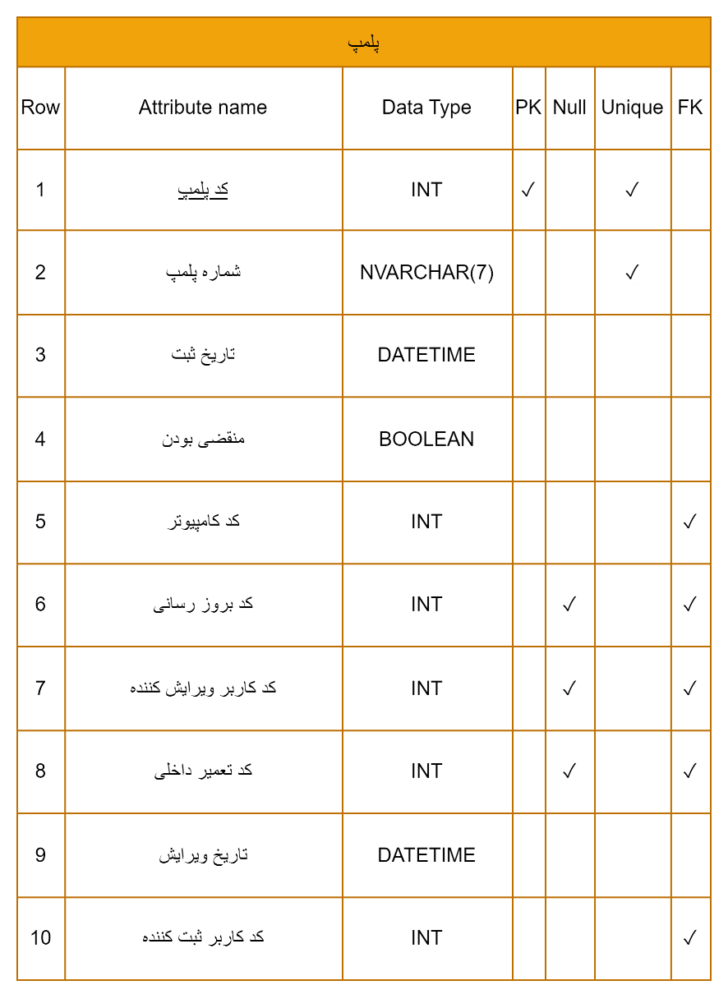 پلمپ
Row Attribute name Data Type PK Null Unique FK
1 کد پلمپ INT ✓ ✓
2 شماره پلمپ NVARCHAR(7) ✓
3 تاریخ ثبت DATETIME
4 منقضی بودن BOOLEAN
5 کد کامپیوتر INT ✓
6 کد بروز رسانی INT ✓ ✓
7 کد کاربر ویرایش کننده INT ✓ ✓
8 کد تعمیر داخلی INT ✓ ✓
9 تاریخ ویرایش DATETIME
10 کد کاربر ثبت کننده INT ✓